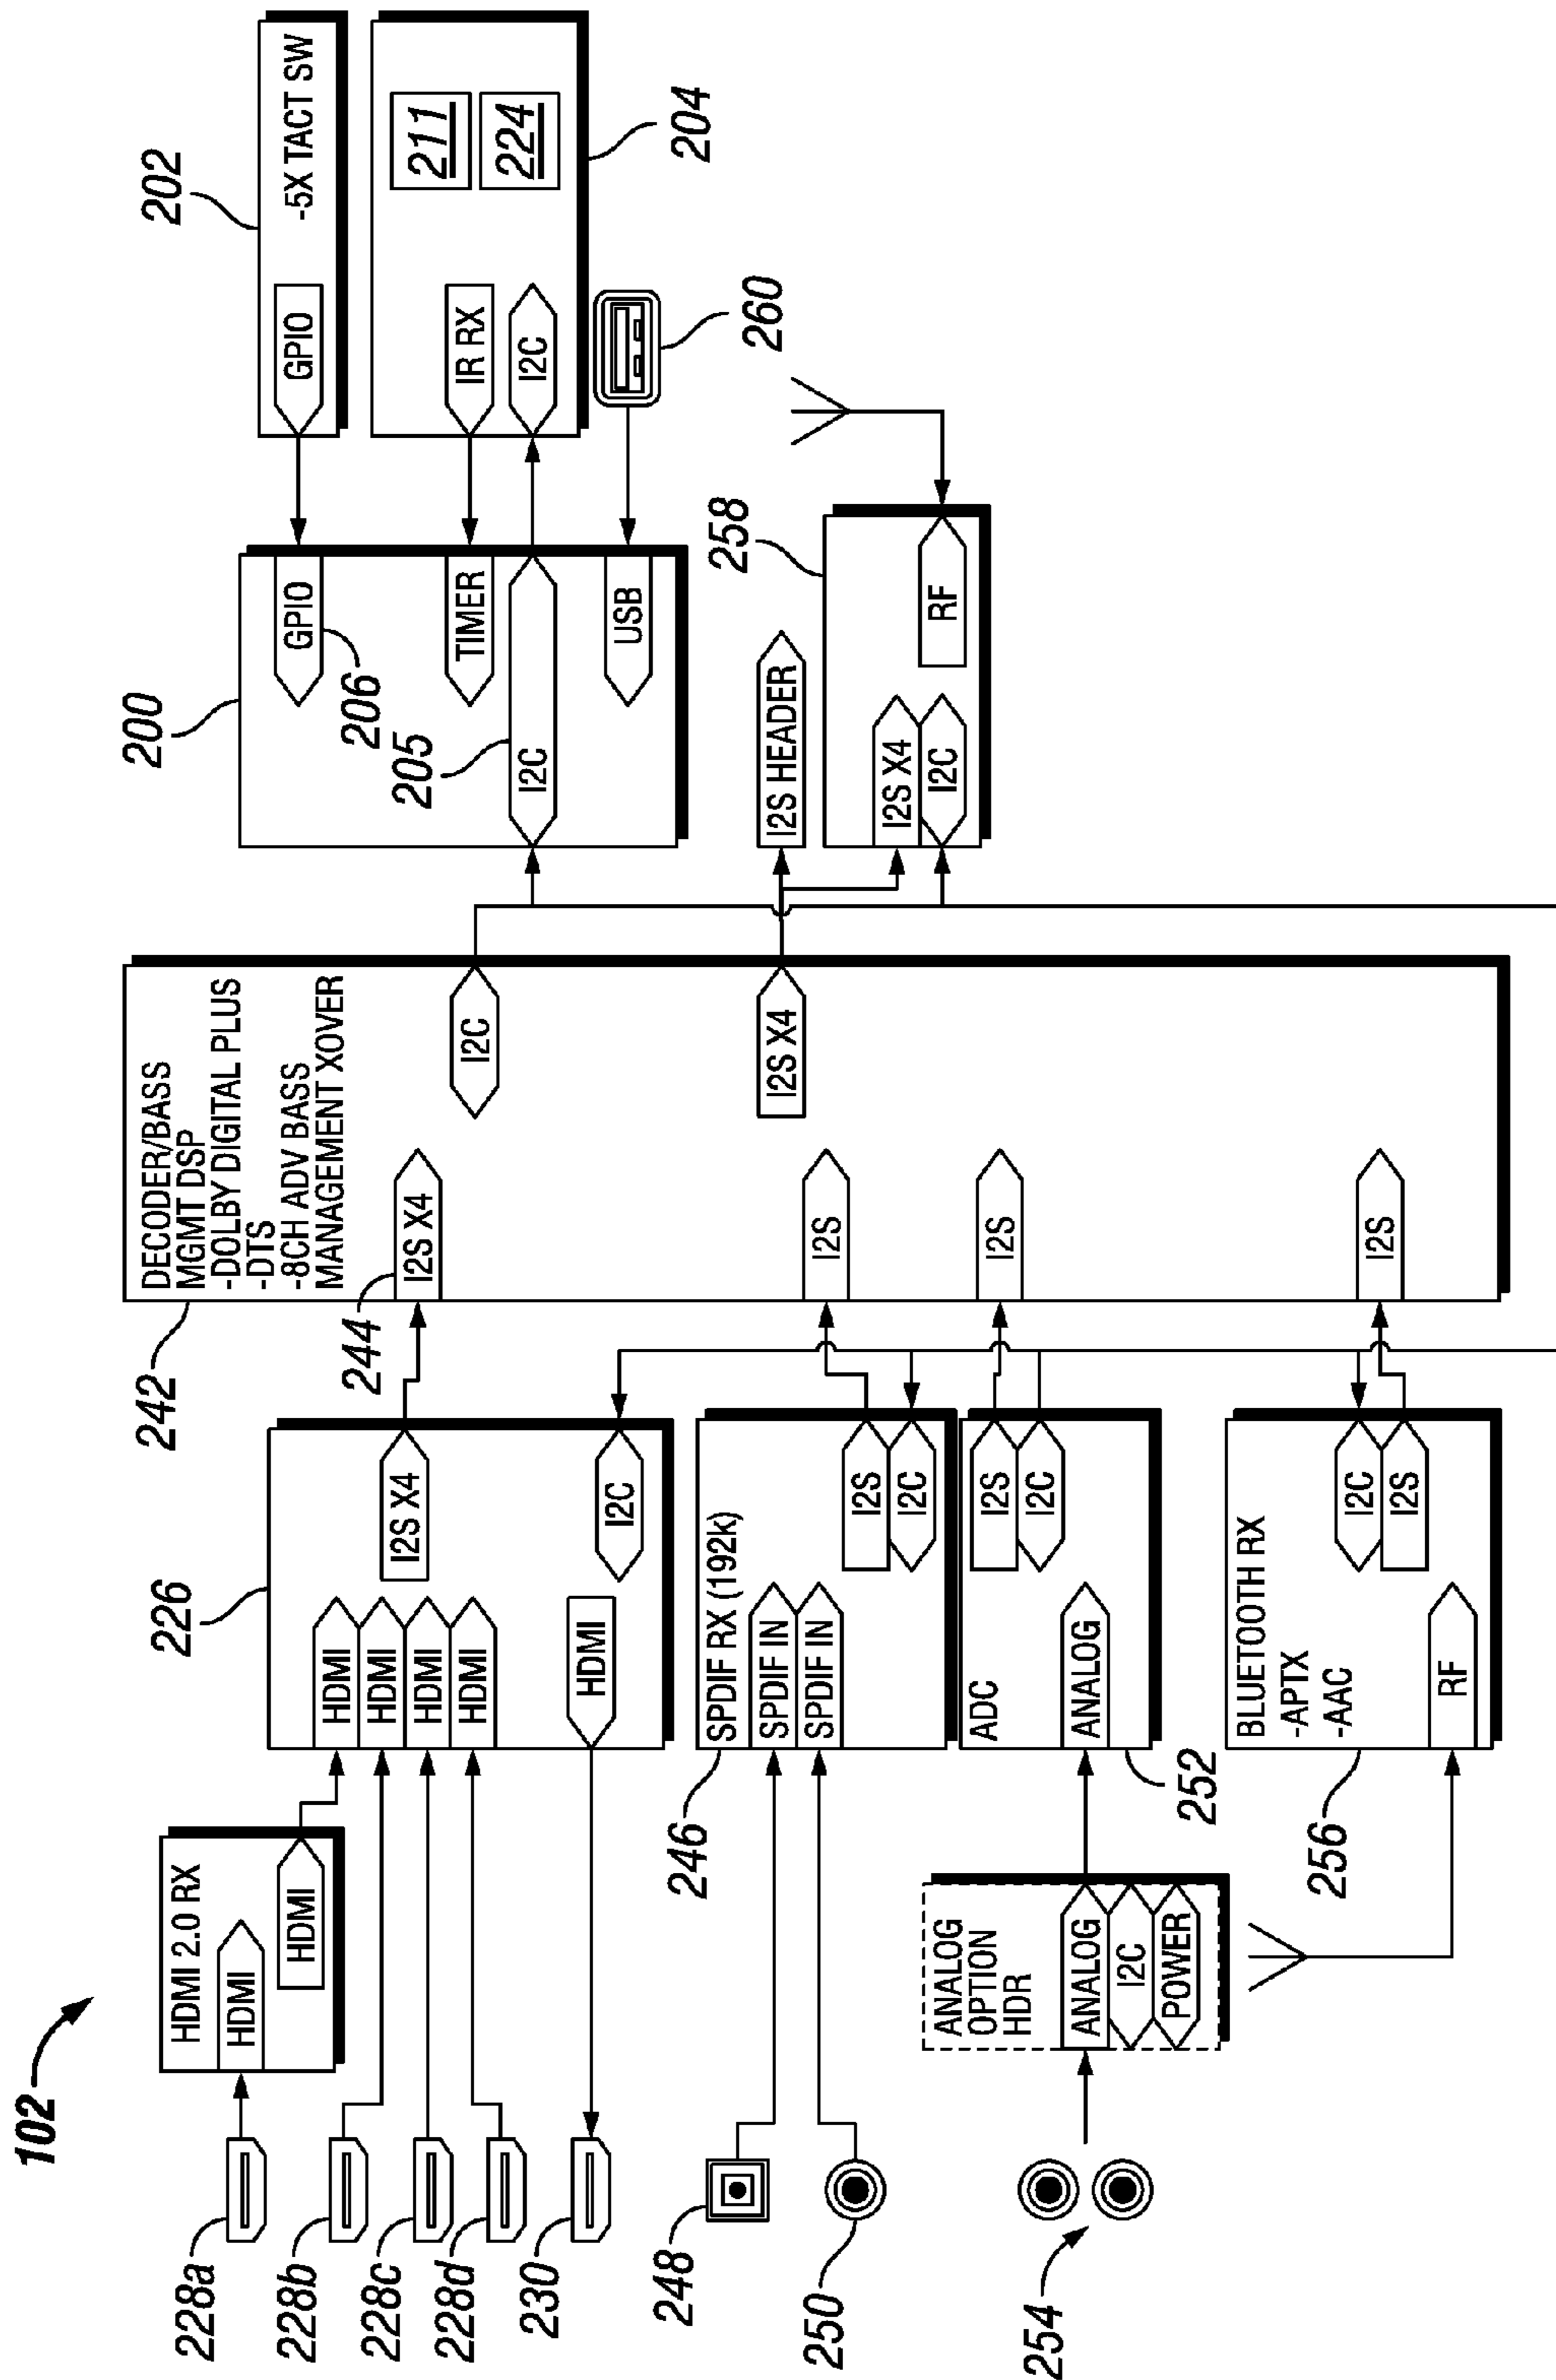 102
228a
228b
228c
228d
230
248
250
254
HDMI 2.0 RX
HDMI
HDMI
226
HDMI
HDMI
HDMI
HDMI
I2S X4
HDMI
I2C
246
SPDIF RX (192k)
SPDIF IN
SPDIF IN
I2S
I2C
ANALOG
OPTION
HDR
ANALOG
I2C
POWER
252
ADC
ANALOG
I2S
I2C
256
BLUETOOTH RX
-APTX
-AAC
RF
I2C
I2S
242
DECODER/BASS
MGMT DSP
-DOLBY DIGITAL PLUS
-DTS
-8CH ADV BASS
MANAGEMENT XOVER
244
I2S X4
I2C
I2S X4
I2S
I2S
I2S
200
GPIO
206
TIMER
205
I2C
USB
202
GPIO
-5X TACT SW
204
IR RX
I2C
211
224
260
I2S HEADER
258
I2S X4
I2C
RF